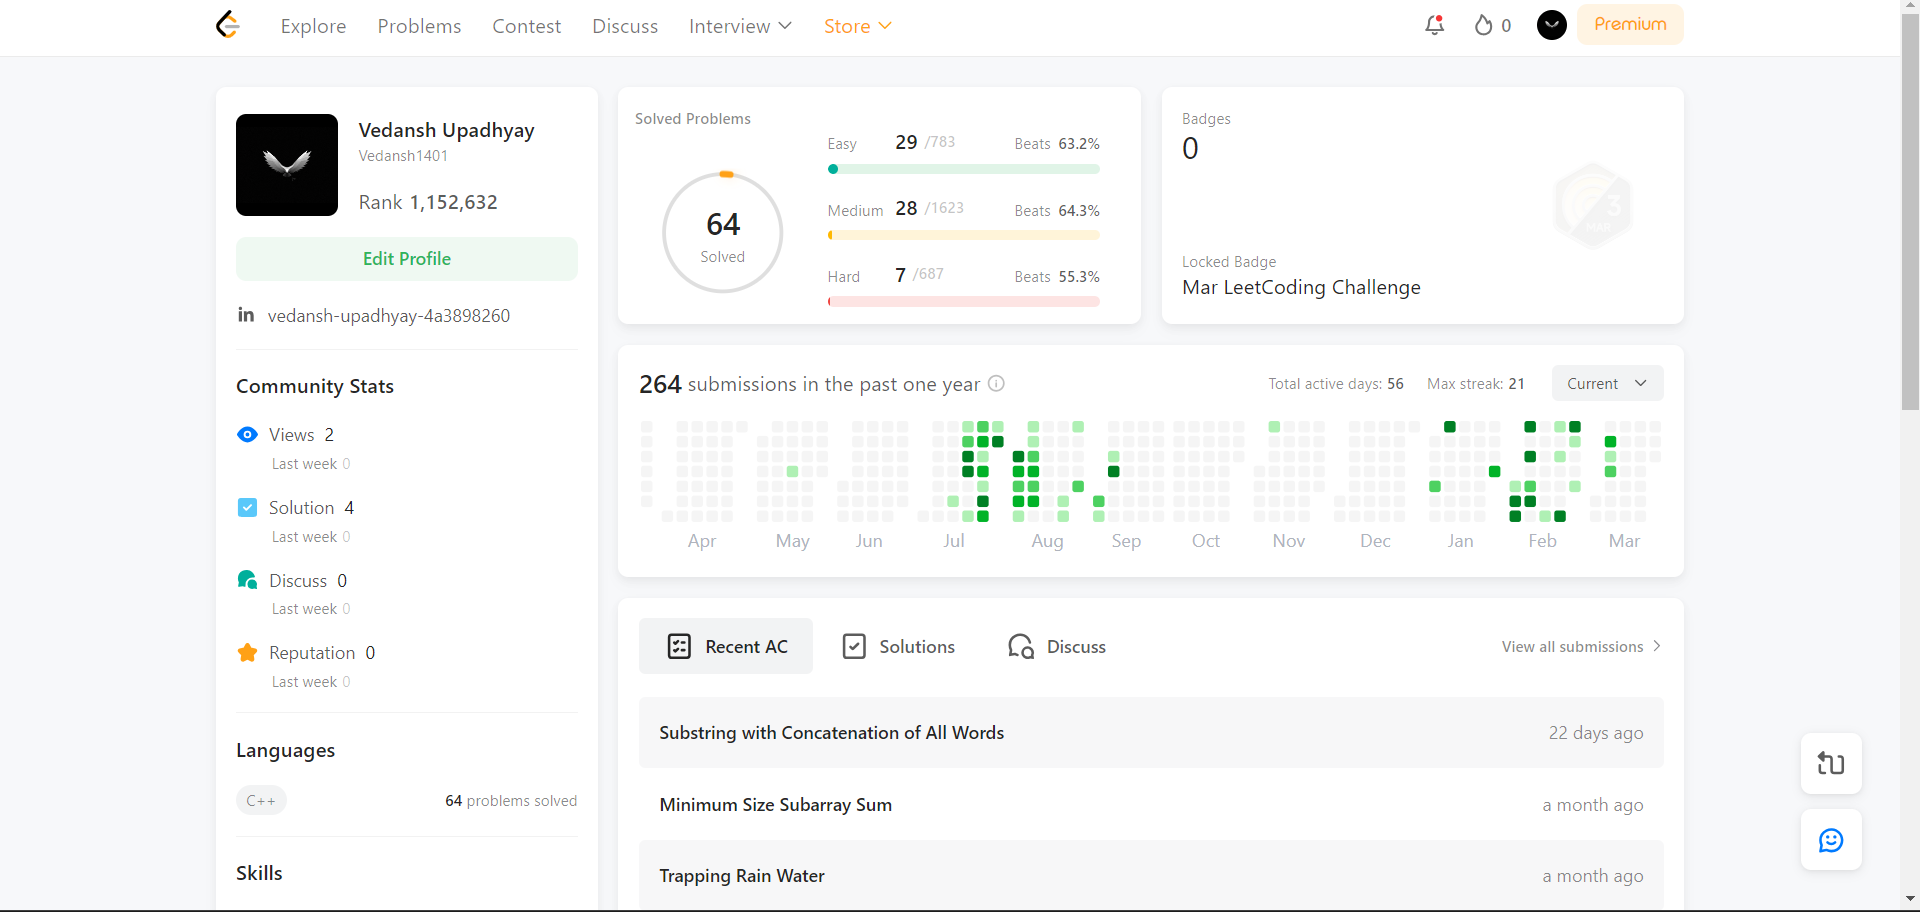 Explore Problems Contest Discuss Interview Store 0 Premium
Vedansh Upadhyay
Vedansh1401
Rank 1,152,632
Edit Profile
in vedansh-upadhyay-4a3898260
Community Stats
Views 2
Last week 0
Solution 4
Last week 0
Discuss 0
Last week 0
Reputation 0
Last week 0
Languages
C++ 64 problems solved
Skills
Solved Problems
64
Solved
Easy 29 /783 Beats 63.2%
Medium 28 /1623 Beats 64.3%
Hard 7 /687 Beats 55.3%
Badges
0
3
MAR
Locked Badge
Mar LeetCoding Challenge
264 submissions in the past one year Total active days: 56 Max streak: 21 Current
Apr May Jun Jul Aug Sep Oct Nov Dec Jan Feb Mar
Recent AC Solutions Discuss View all submissions
Substring with Concatenation of All Words 22 days ago
Minimum Size Subarray Sum a month ago
Trapping Rain Water a month ago